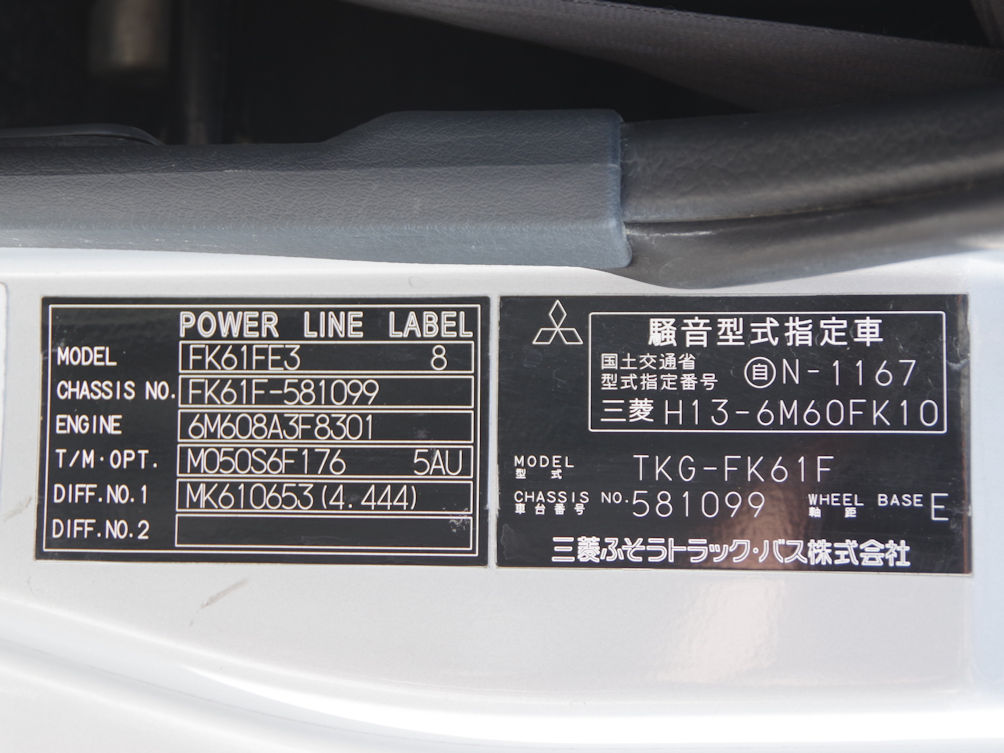 POWER LINE LABEL
MODEL FK61FE3 8
CHASSIS NO. FK61F-581099
ENGINE 6M608A3F8301
T/M·OPT. M050S6F176 5AU
DIFF.NO.1 MK610653(4.444)
DIFF.NO.2
騒音型式指定車
国土交通省
型式指定番号 自N-1167
三菱 H13-6M60FK10
MODEL TKG-FK61F
型式
CHASSIS NO. 581099 WHEEL BASE E
車台番号 軸距
三菱ふそうトラック・バス株式会社